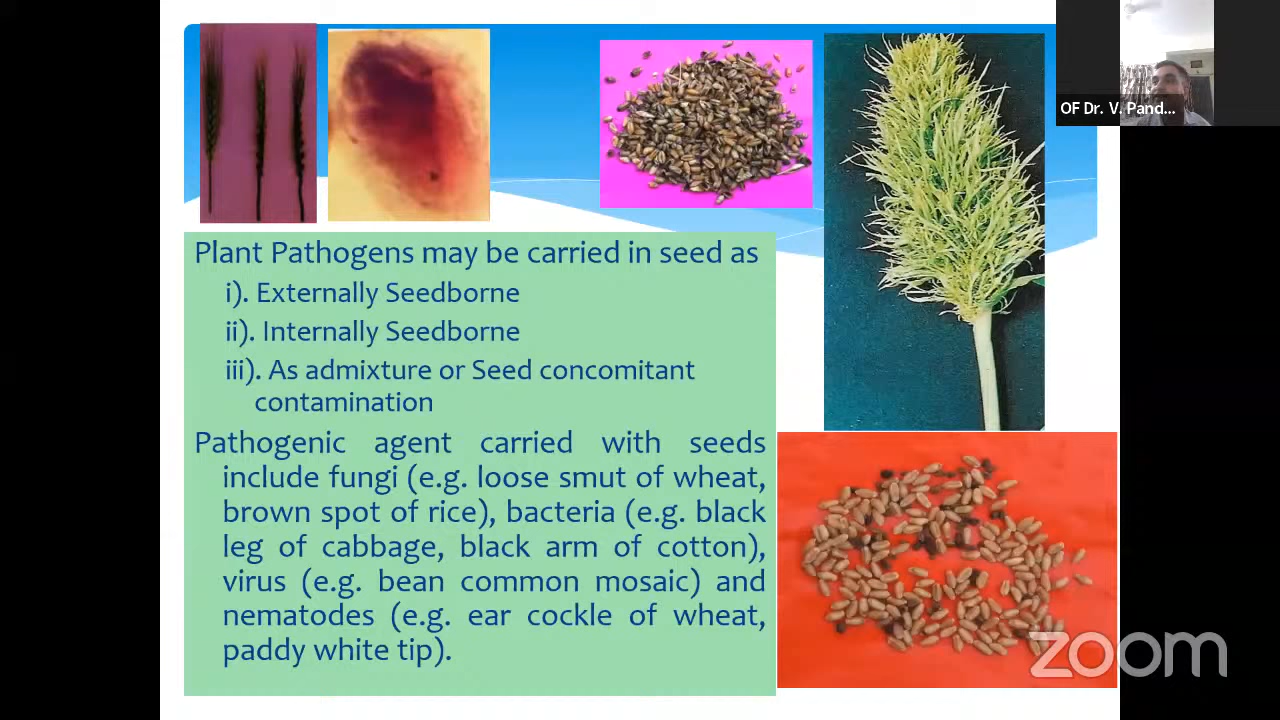 OF Dr. V. Pand...
Plant Pathogens may be carried in seed as
i). Externally Seedborne
ii). Internally Seedborne
iii). As admixture or Seed concomitant
contamination
Pathogenic agent carried with seeds
include fungi (e.g. loose smut of wheat,
brown spot of rice), bacteria (e.g. black
leg of cabbage, black arm of cotton),
virus (e.g. bean common mosaic) and
nematodes (e.g. ear cockle of wheat,
paddy white tip).
zoom